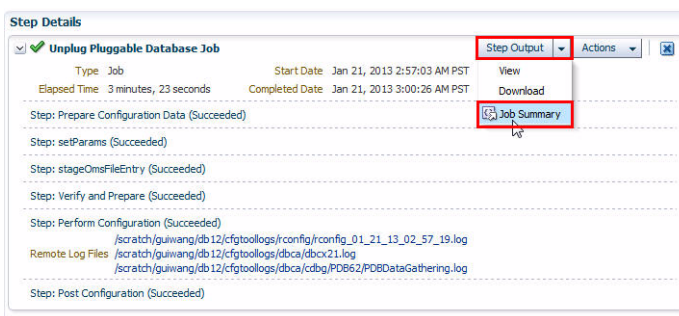 Step Details
Unplug Pluggable Database Job
Step Output
Actions
Type Job
Start Date Jan 21, 2013 2:57:03 AM PST
View
Elapsed Time 3 minutes, 23 seconds
Completed Date Jan 21, 2013 3:00:26 AM PST
Download
Job Summary
Step: Prepare Configuration Data (Succeeded)
Step: setParams (Succeeded)
Step: stageOmsFileEntry (Succeeded)
Step: Verify and Prepare (Succeeded)
Step: Perform Configuration (Succeeded)
/scratch/guiwang/db12/cfgtoollogs/rconfig/rconfig_01_21_13_02_57_19.log
Remote Log Files /scratch/guiwang/db12/cfgtoollogs/dbca/dbcx21.log
/scratch/guiwang/db12/cfgtoollogs/dbca/cdbg/PDB62/PDBDataGathering.log
Step: Post Configuration (Succeeded)